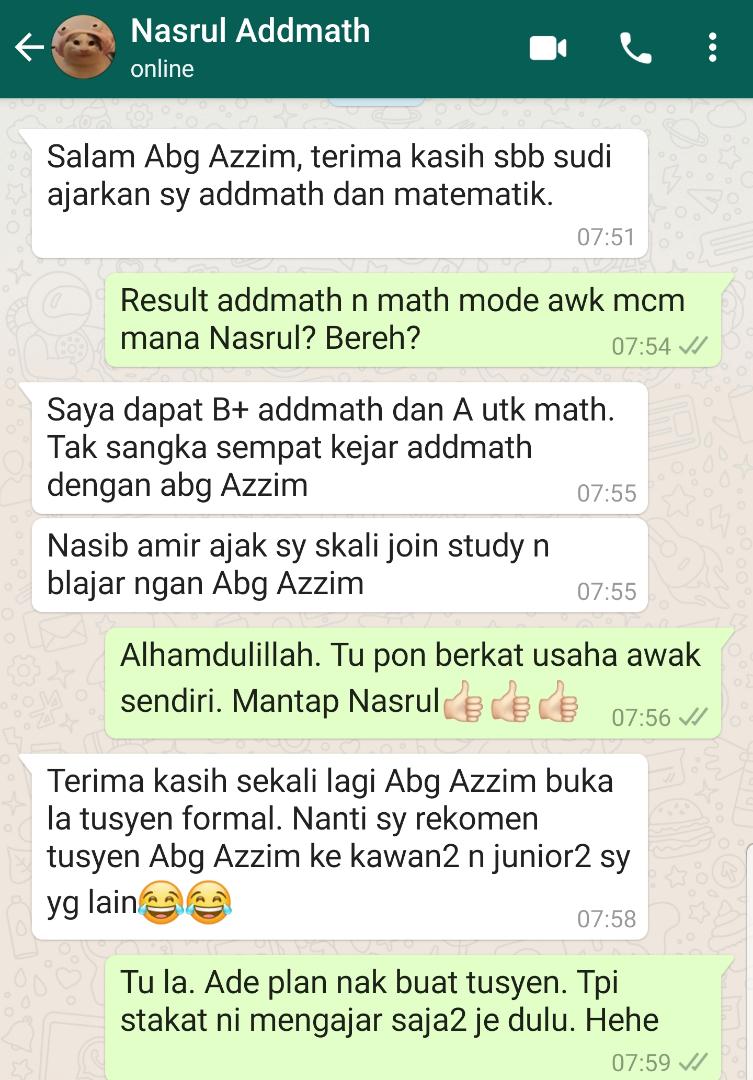 Nasrul Addmath
online
Salam Abg Azzim, terima kasih sbb sudi
ajarkan sy addmath dan matematik.
07:51
Result addmath n math mode awk mcm
mana Nasrul? Bereh?
07:54
Saya dapat B+ addmath dan A utk math.
Tak sangka sempat kejar addmath
dengan abg Azzim
07:55
Nasib amir ajak sy skali join study n
blajar ngan Abg Azzim
07:55
Alhamdulillah. Tu pon berkat usaha awak
sendiri. Mantap Nasrul👍🏻👍🏻👍🏻
07:56
Terima kasih sekali lagi Abg Azzim buka
la tusyen formal. Nanti sy rekomen
tusyen Abg Azzim ke kawan2 n junior2 sy
yg lain😂😂
07:58
Tu la. Ade plan nak buat tusyen. Tpi
stakat ni mengajar saja2 je dulu. Hehe
07:59